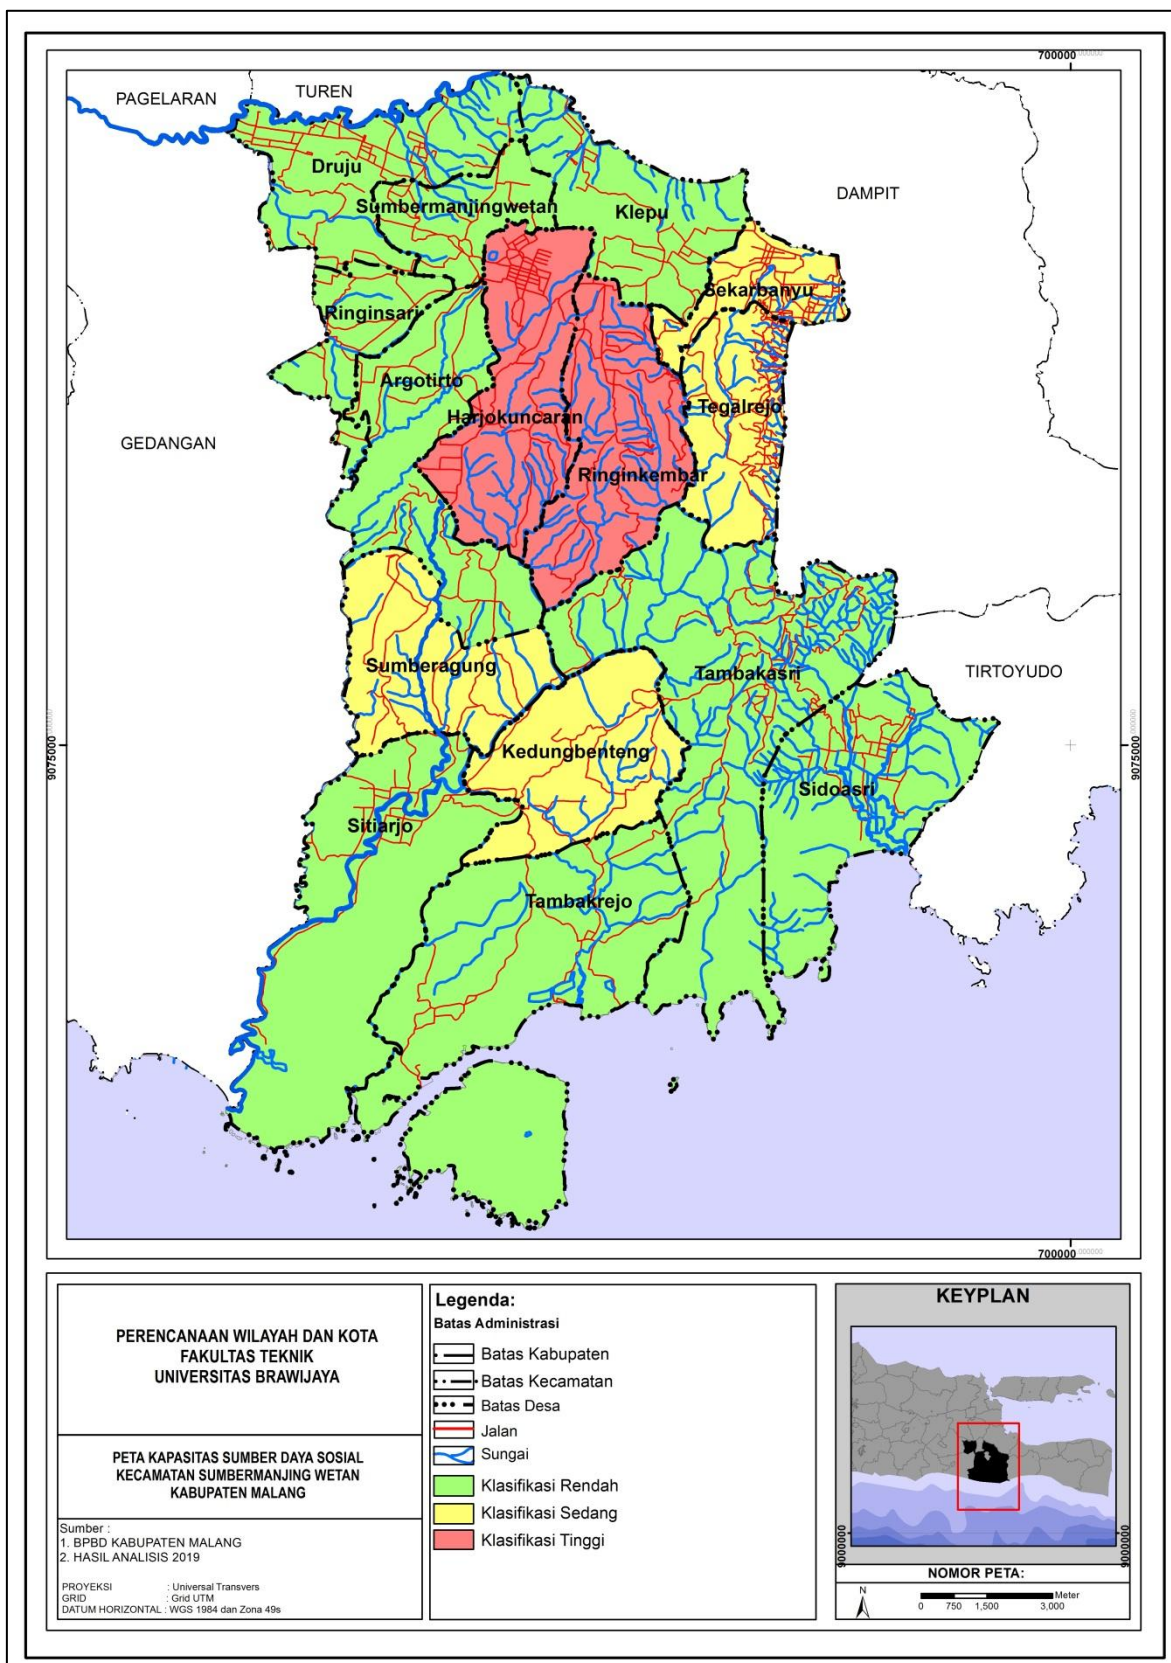 700000 000000
PAGELARAN
TUREN
Druju
DAMPIT
Sumbermanjingwetan
Klepu
Sekarbanyu
Ringinsari
Argotirto
Tegalrejo
Harjokuncaran
GEDANGAN
Ringinkembar
Sumberagung
Tambakasri
TIRTOYUDO
9075000 000000
Kedungbenteng
9075000 000000
Sidoasri
Sitiarjo
Tambakrejo
700000 000000
PERENCANAAN WILAYAH DAN KOTA
FAKULTAS TEKNIK
UNIVERSITAS BRAWIJAYA
PETA KAPASITAS SUMBER DAYA SOSIAL
KECAMATAN SUMBERMANJING WETAN
KABUPATEN MALANG
Sumber :
1. BPBD KABUPATEN MALANG
2. HASIL ANALISIS 2019
PROYEKSI : Universal Transvers
GRID : Grid UTM
DATUM HORIZONTAL : WGS 1984 dan Zona 49s
Legenda:
Batas Administrasi
Batas Kabupaten
Batas Kecamatan
Batas Desa
Jalan
Sungai
Klasifikasi Rendah
Klasifikasi Sedang
Klasifikasi Tinggi
KEYPLAN
9000000
9000000
NOMOR PETA:
N
Meter
0 750 1,500 3,000